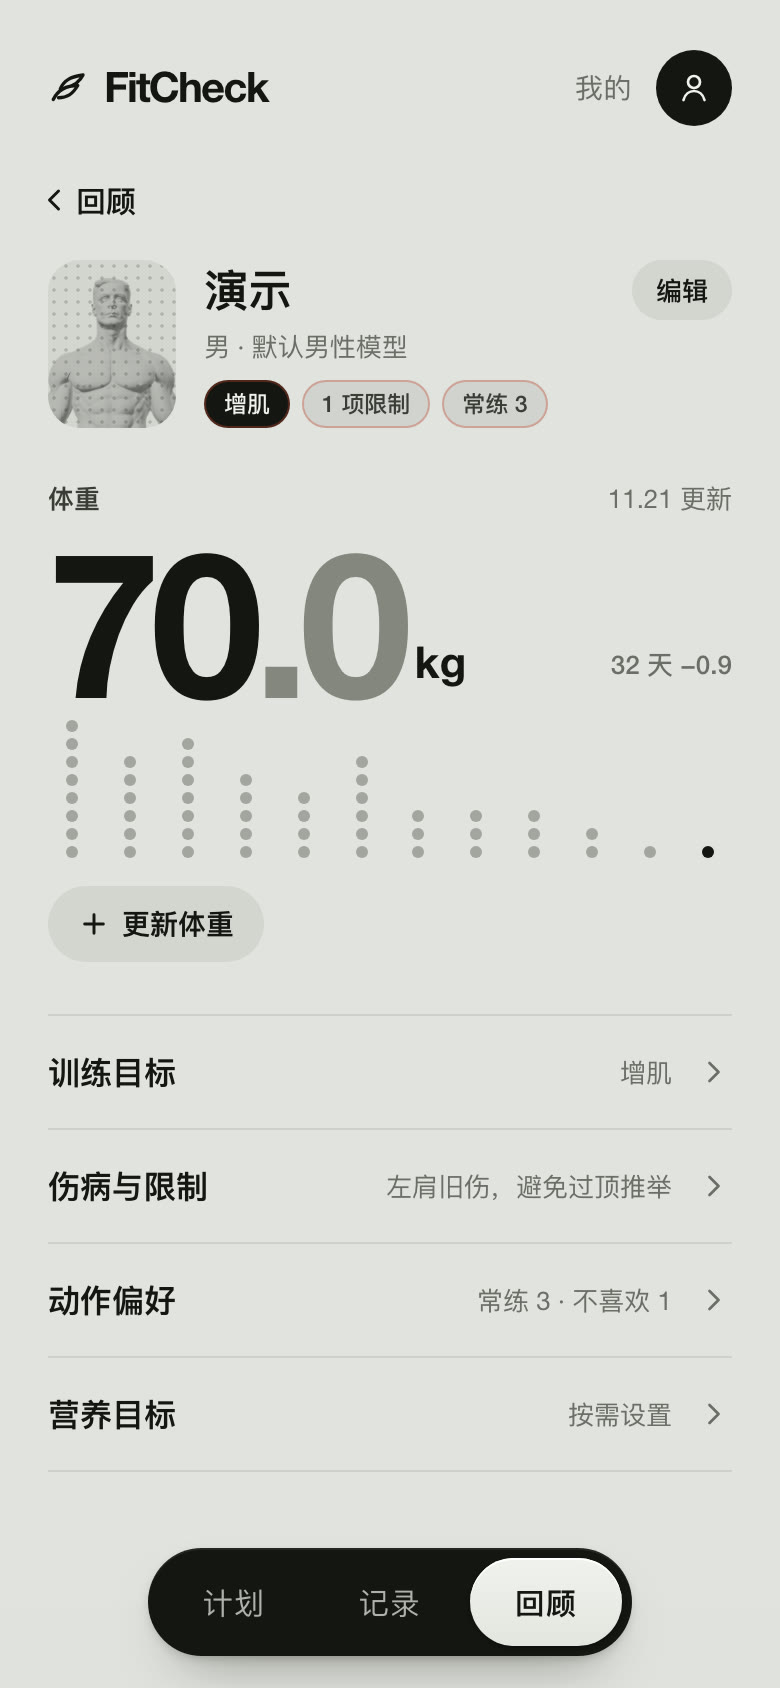 FitCheck
我的
回顾
演示
编辑
男 · 默认男性模型
增肌
1 项限制
常练 3
体重
11.21 更新
70.0kg
32 天 −0.9
更新体重
训练目标
增肌
伤病与限制
左肩旧伤，避免过顶推举
动作偏好
常练 3 · 不喜欢 1
营养目标
按需设置
计划
记录
回顾